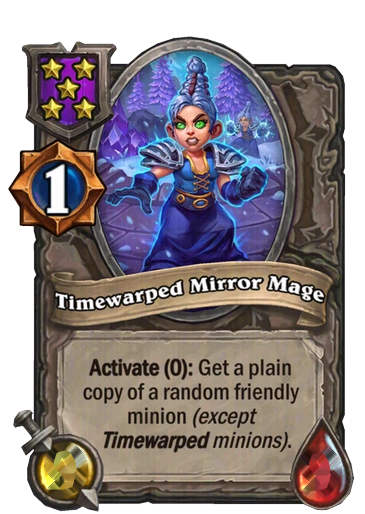 1
Timewarped Mirror Mage
Activate (0): Get a plain
copy of a random friendly
minion (except
Timewarped minions).